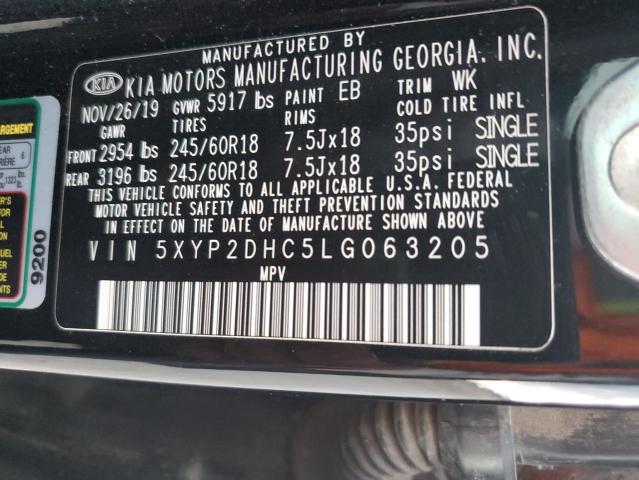 MANUFACTURED BY
KIA KIA MOTORS MANUFACTURING GEORGIA, INC.
NOV/26/19 GVWR 5917 lbs PAINT EB TRIM WK
GAWR TIRES RIMS COLD TIRE INFL.
FRONT 2954 lbs 245/60R18 7.5Jx18 35psi SINGLE
REAR 3196 lbs 245/60R18 7.5Jx18 35psi SINGLE
THIS VEHICLE CONFORMS TO ALL APPLICABLE U.S.A. FEDERAL
MOTOR VEHICLE SAFETY AND THEFT PREVENTION STANDARDS
IN EFFECT ON THE DATE OF MANUFACTURE SHOWN ABOVE.
VIN 5XYP2DHC5LG063205
MPV
9200